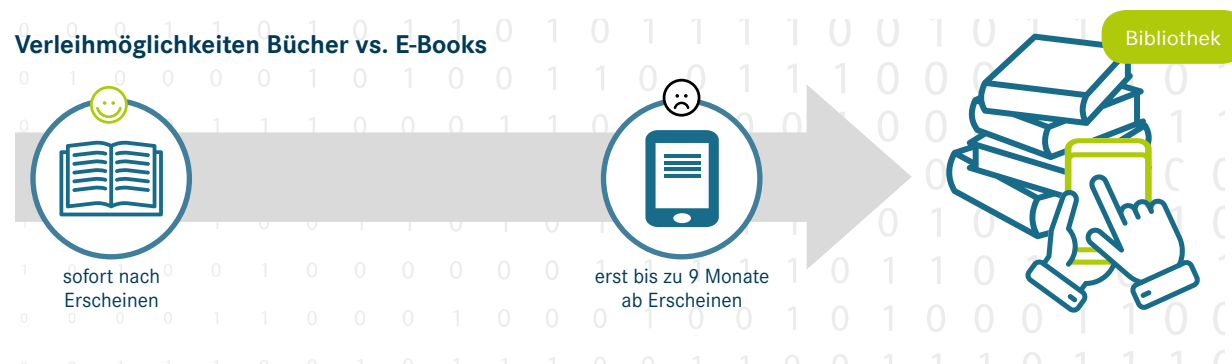 Verleihmöglichkeiten Bücher vs. E-Books
Bibliothek
sofort nach
Erscheinen
erst bis zu 9 Monate
ab Erscheinen